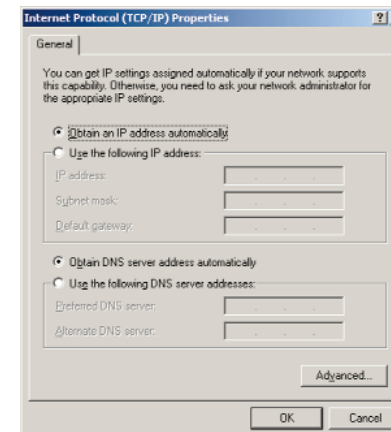 Internet Protocol (TCP/IP) Properties
General
You can get IP settings assigned automatically if your network supports
this capability. Otherwise, you need to ask your network administrator for
the appropriate IP settings.
Obtain an IP address automatically
Use the following IP address:
IP address:
Subnet mask:
Default gateway:
Obtain DNS server address automatically
Use the following DNS server addresses:
Preferred DNS server:
Alternate DNS server:
Advanced...
OK Cancel